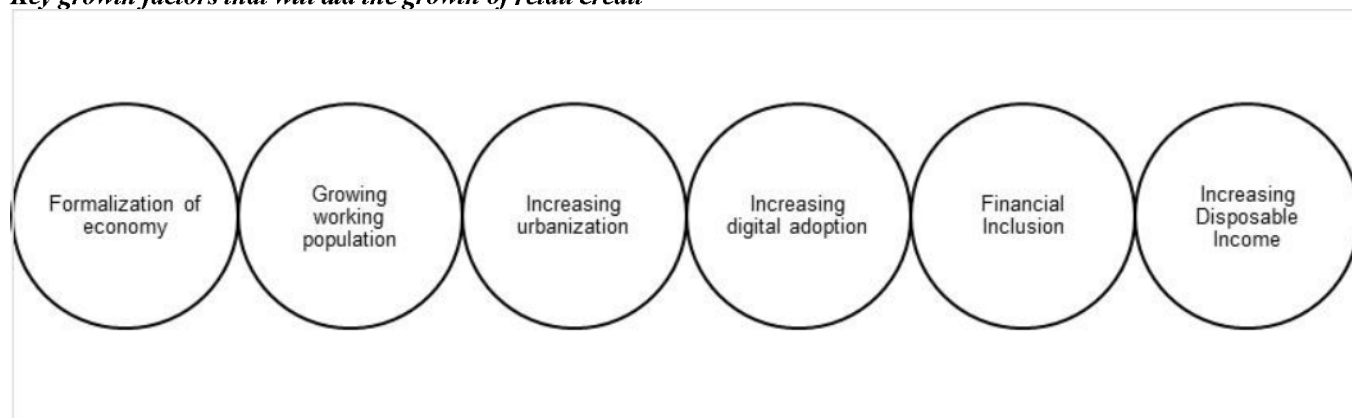 Key growth factors that will aid the growth of retail credit
Formalization of
economy
Growing
working
population
Increasing
urbanization
Increasing
digital adoption
Financial
Inclusion
Increasing
Disposable
Income